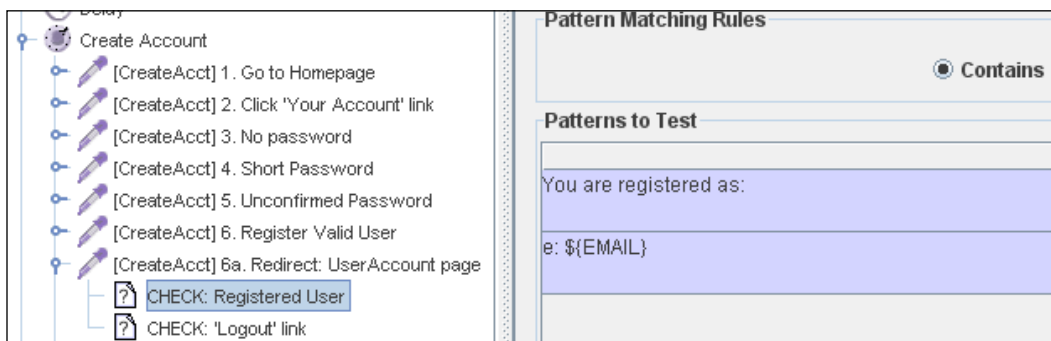 Delay
Create Account
[CreateAcct] 1. Go to Homepage
[CreateAcct] 2. Click 'Your Account' link
[CreateAcct] 3. No password
[CreateAcct] 4. Short Password
[CreateAcct] 5. Unconfirmed Password
[CreateAcct] 6. Register Valid User
[CreateAcct] 6a. Redirect: UserAccount page
CHECK: Registered User
CHECK: 'Logout' link
Pattern Matching Rules
Contains
Patterns to Test
You are registered as:
e: ${EMAIL}